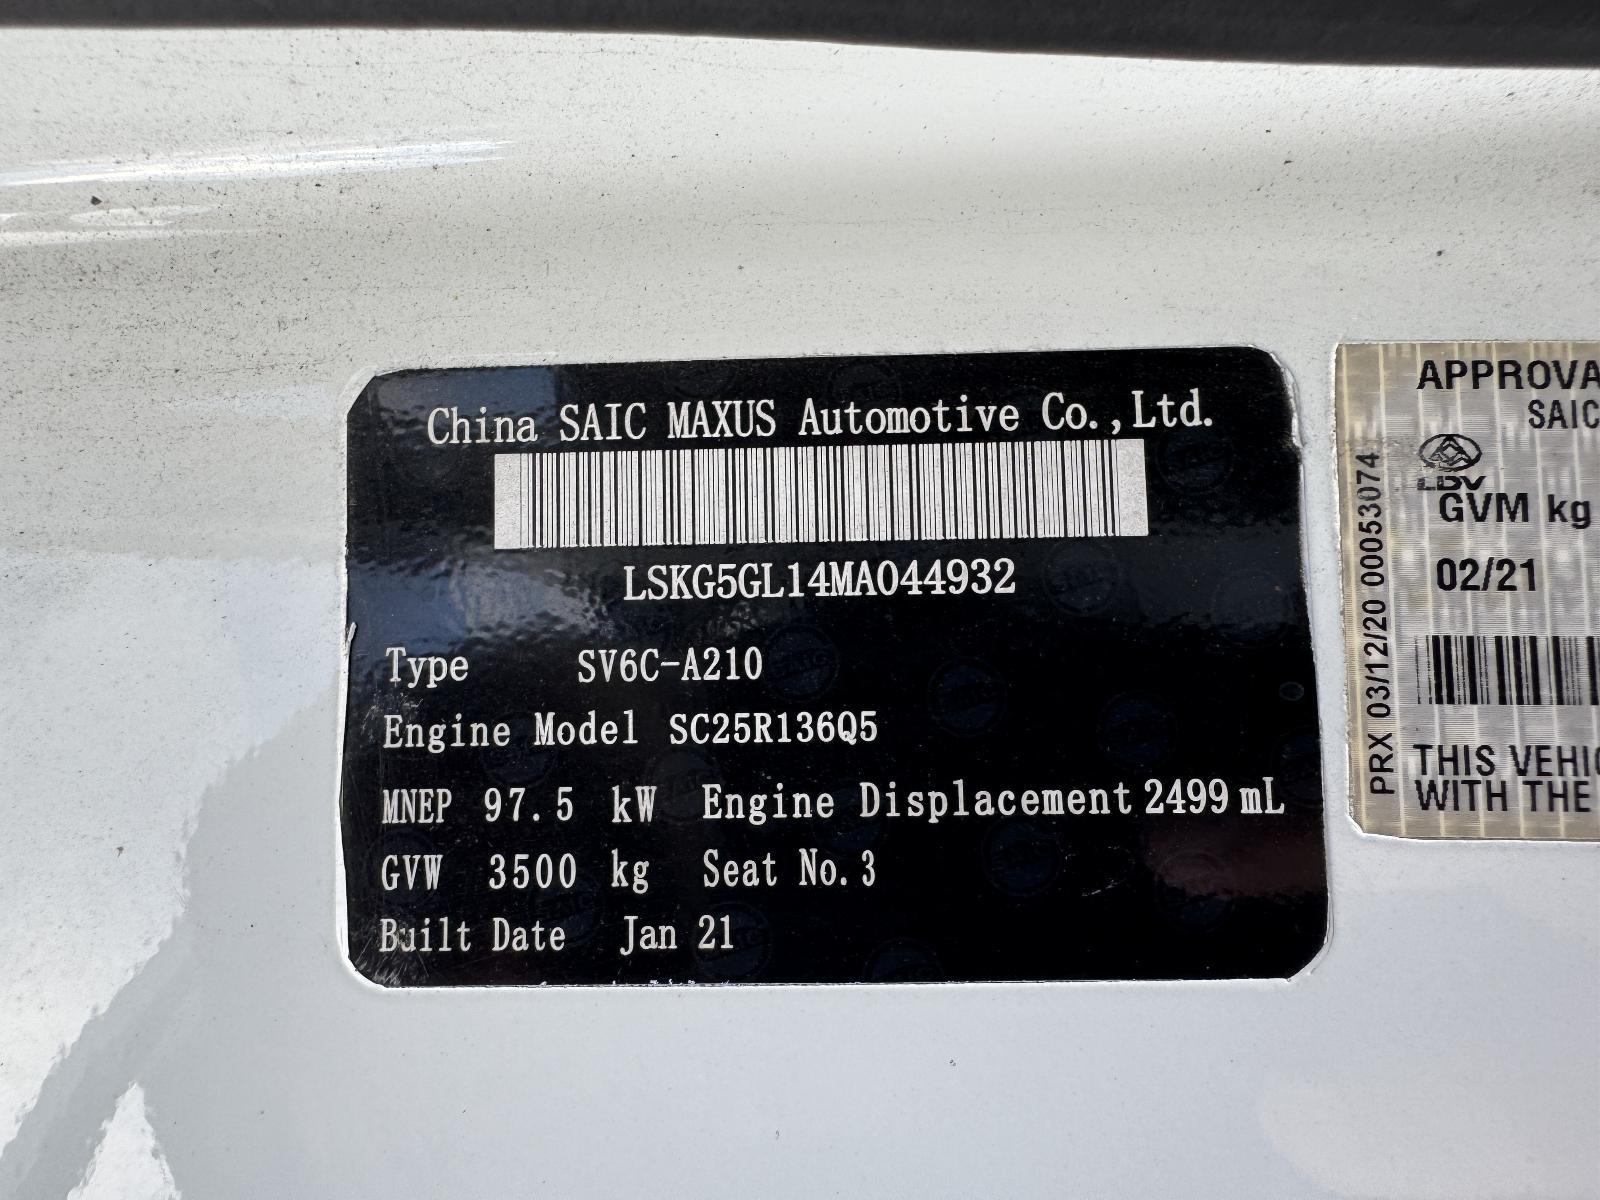 China SAIC MAXUS Automotive Co.,Ltd.
LSKG5GL14MA044932
Type SV6C-A210
Engine Model SC25R136Q5
MNEP 97.5 kW Engine Displacement 2499 mL
GVW 3500 kg Seat No.3
Built Date Jan 21
PRX 03/12/20 00053074
APPROVA
SAIC
LDV
GVM kg
02/21
THIS VEHIC
WITH THE